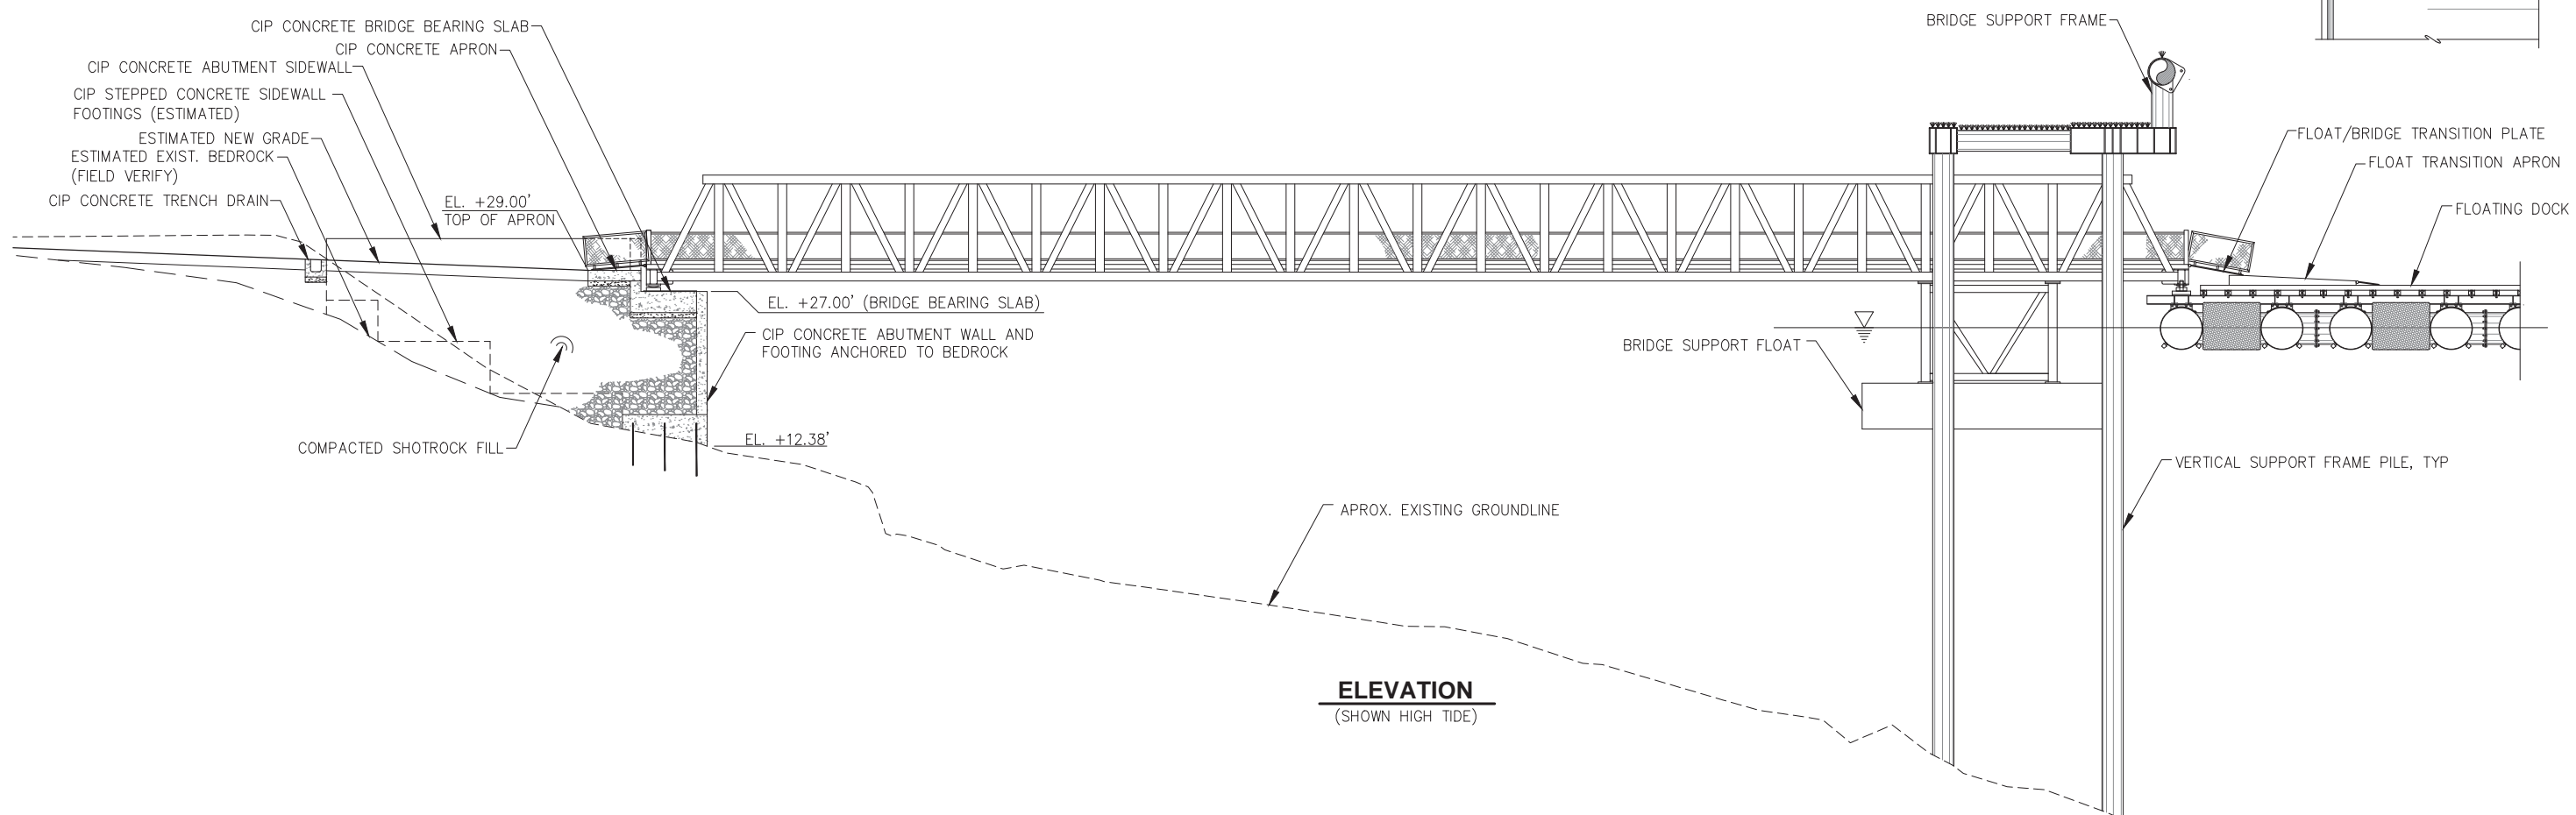 CIP CONCRETE BRIDGE BEARING SLAB
CIP CONCRETE APRON
CIP CONCRETE ABUTMENT SIDEWALL
CIP STEPPED CONCRETE SIDEWALL
FOOTINGS (ESTIMATED)
ESTIMATED NEW GRADE
ESTIMATED EXIST. BEDROCK
(FIELD VERIFY)
CIP CONCRETE TRENCH DRAIN
EL. +29.00'
TOP OF APRON
EL. +27.00' (BRIDGE BEARING SLAB)
CIP CONCRETE ABUTMENT WALL AND
FOOTING ANCHORED TO BEDROCK
COMPACTED SHOTROCK FILL
EL. +12.38'
APROX. EXISTING GROUNDLINE
BRIDGE SUPPORT FRAME
FLOAT/BRIDGE TRANSITION PLATE
FLOAT TRANSITION APRON
FLOATING DOCK
BRIDGE SUPPORT FLOAT
VERTICAL SUPPORT FRAME PILE, TYP
ELEVATION
(SHOWN HIGH TIDE)